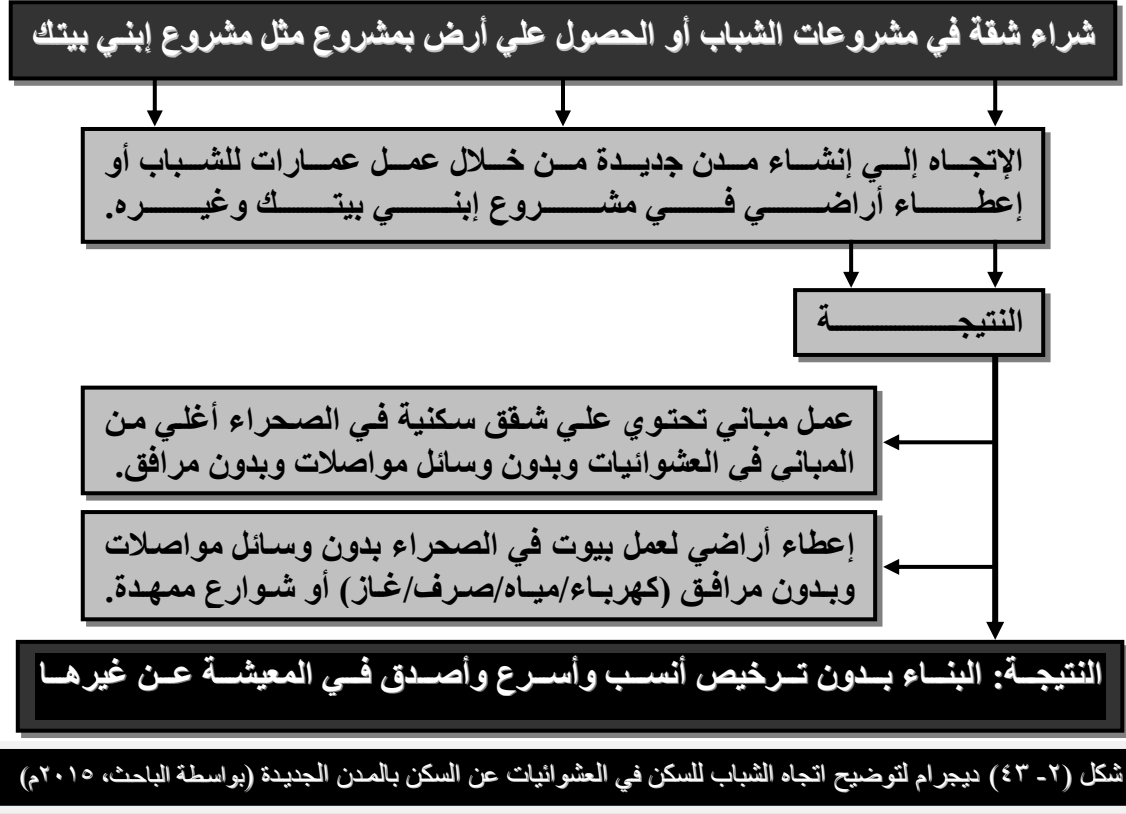 شراء شقة في مشروعات الشباب أو الحصول علي أرض بمشروع مثل مشروع إبني بيتك
الإتجاه إلي إنشاء مدن جديدة من خلال عمل عمارات للشباب أو
إعطاء أراضي في مشروع إبني بيتك وغيره.
النتيجة
عمل مباني تحتوي علي شقق سكنية في الصحراء أغلي من
المباني في العشوائيات وبدون وسائل مواصلات وبدون مرافق.
إعطاء أراضي لعمل بيوت في الصحراء بدون وسائل مواصلات
وبدون مرافق (كهرباء/مياه/صرف/غاز) أو شوارع ممهدة.
النتيجة: البناء بدون ترخيص أنسب وأسرع وأصدق في المعيشة عن غيرها
شكل (٢- ٤٣) ديجرام لتوضيح اتجاه الشباب للسكن في العشوائيات عن السكن بالمدن الجديدة (بواسطة الباحث، ٢٠١٥م)